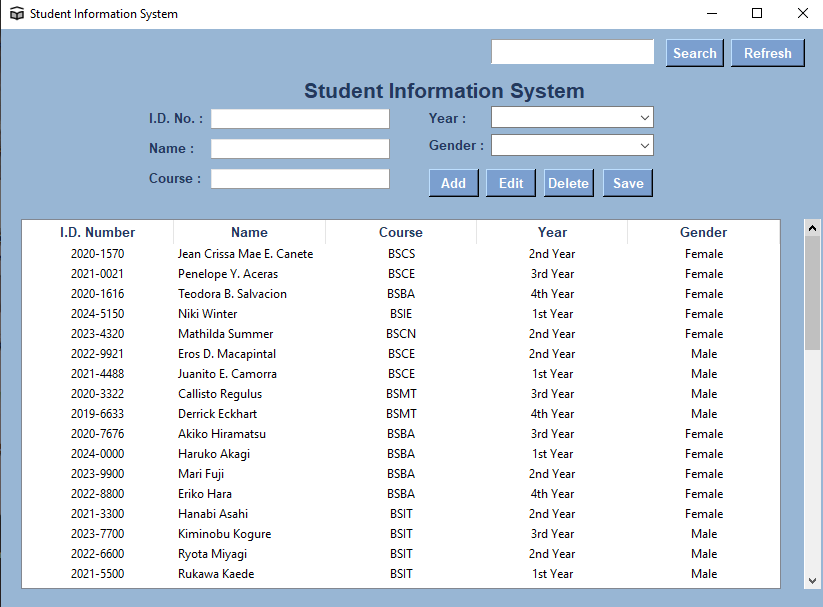 Student Information System
Search Refresh
Student Information System
I.D. No. : Year :
Name : Gender :
Course : Add Edit Delete Save
I.D. Number Name Course Year Gender
2020-1570 Jean Crissa Mae E. Canete BSCS 2nd Year Female
2021-0021 Penelope Y. Aceras BSCE 3rd Year Female
2020-1616 Teodora B. Salvacion BSBA 4th Year Female
2024-5150 Niki Winter BSIE 1st Year Female
2023-4320 Mathilda Summer BSCN 2nd Year Female
2022-9921 Eros D. Macapintal BSCE 2nd Year Male
2021-4488 Juanito E. Camorra BSCE 1st Year Male
2020-3322 Callisto Regulus BSMT 3rd Year Male
2019-6633 Derrick Eckhart BSMT 4th Year Male
2020-7676 Akiko Hiramatsu BSBA 3rd Year Female
2024-0000 Haruko Akagi BSBA 1st Year Female
2023-9900 Mari Fuji BSBA 2nd Year Female
2022-8800 Eriko Hara BSBA 4th Year Female
2021-3300 Hanabi Asahi BSIT 2nd Year Female
2023-7700 Kiminobu Kogure BSIT 3rd Year Male
2022-6600 Ryota Miyagi BSIT 2nd Year Male
2021-5500 Rukawa Kaede BSIT 1st Year Male